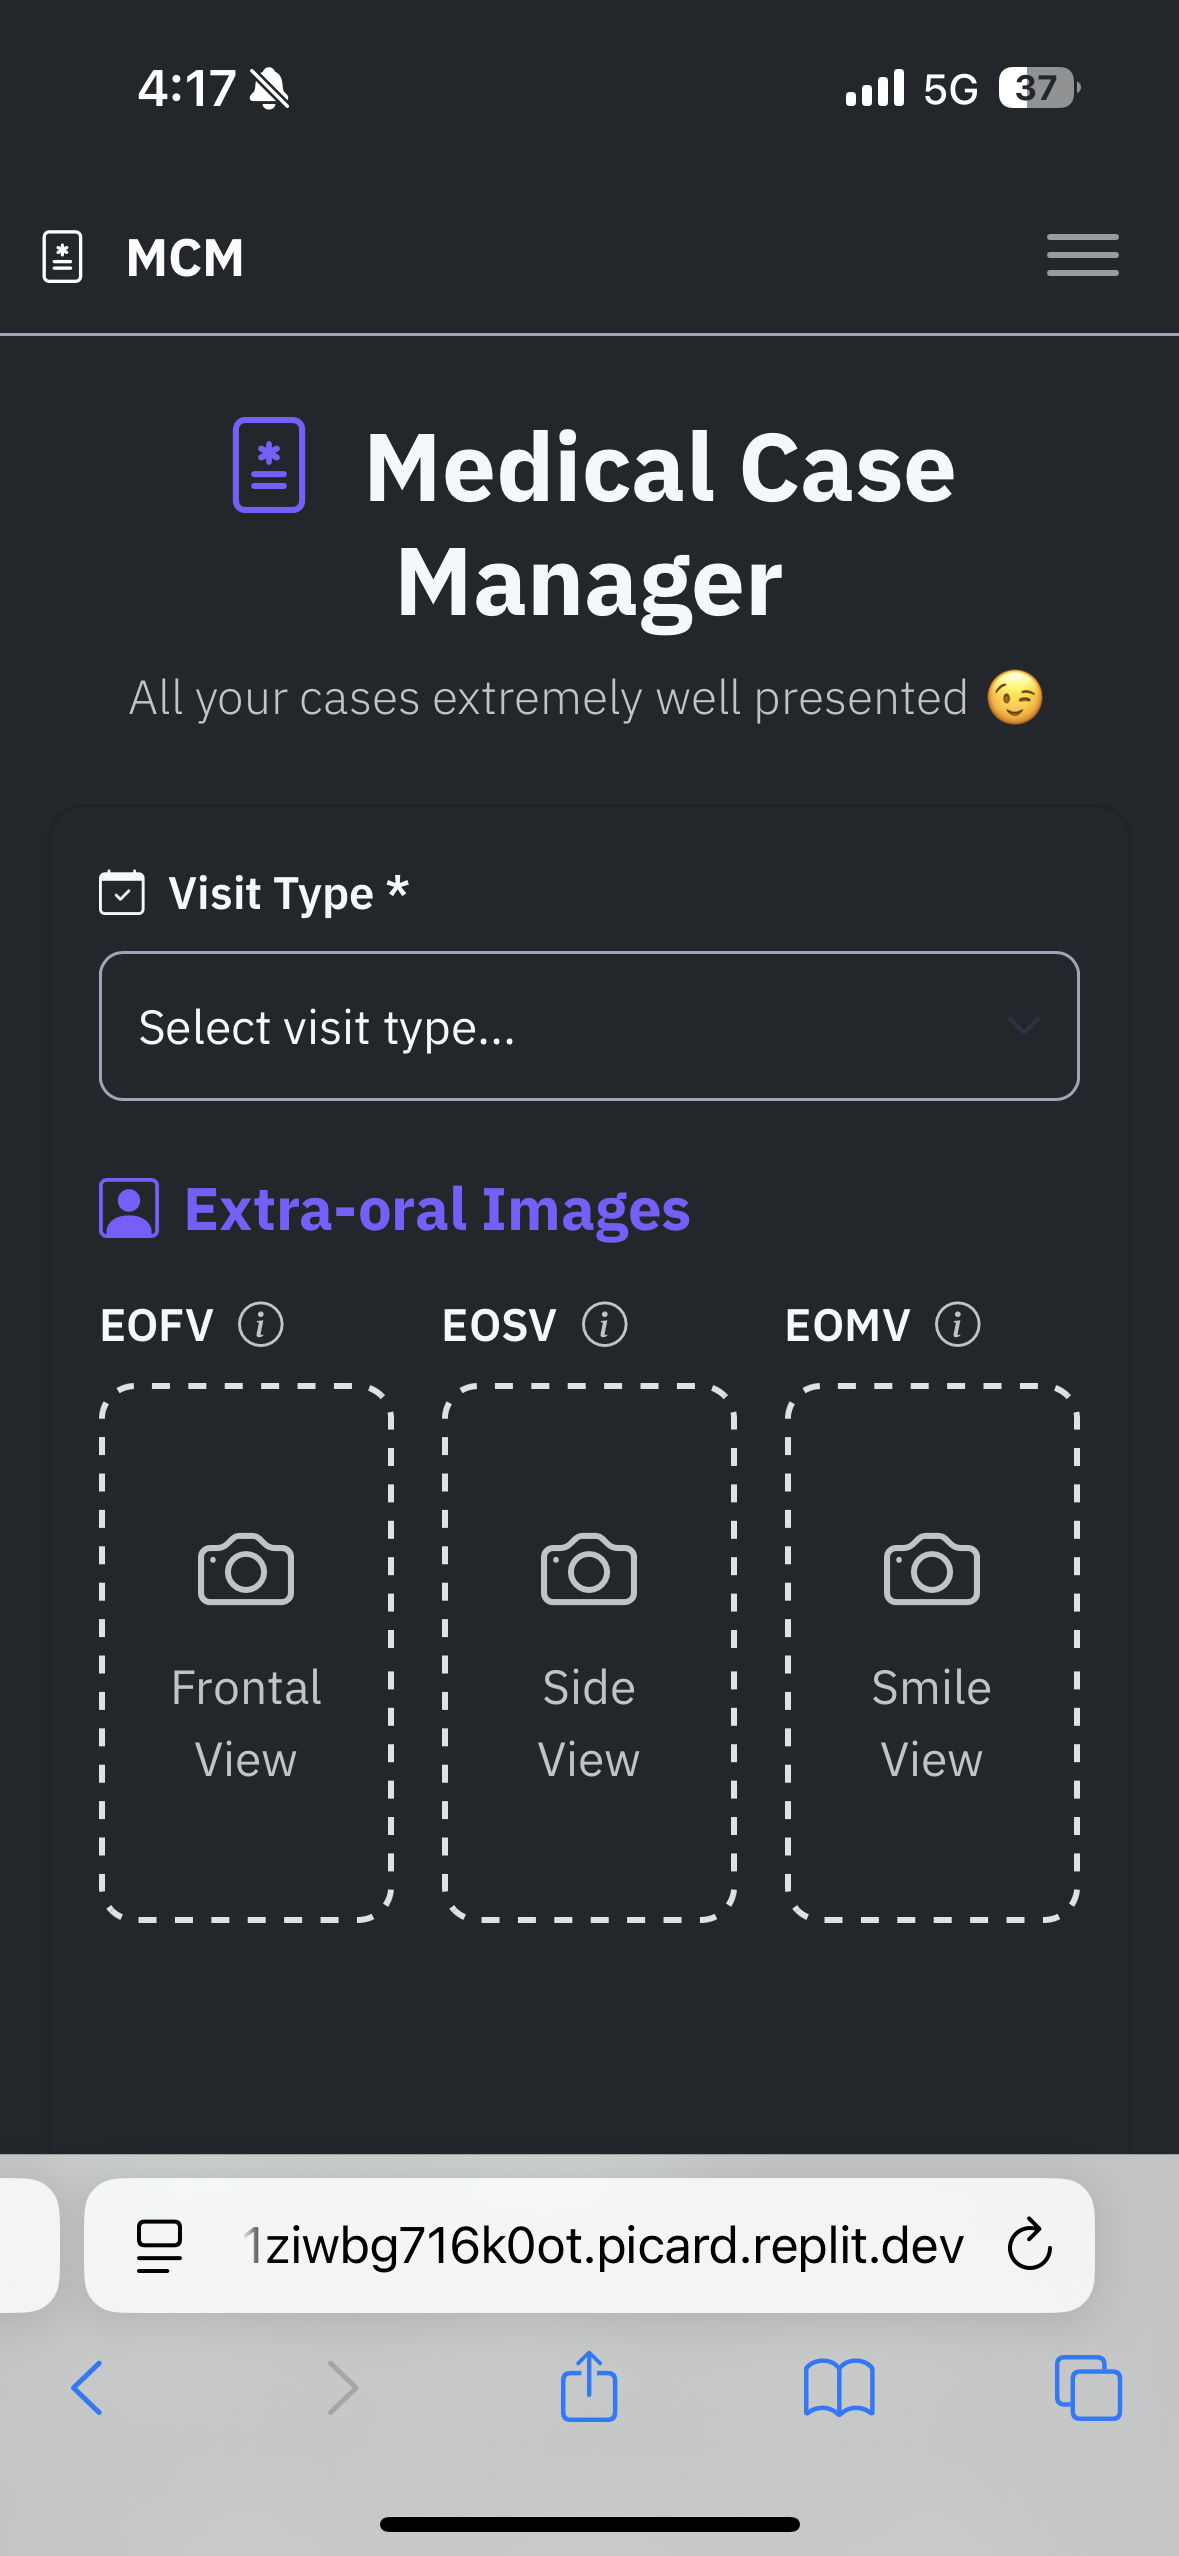 4:17 5G 37
MCM
Medical Case
Manager
All your cases extremely well presented 😉
Visit Type *
Select visit type...
Extra-oral Images
EOFV i EOSV i EOMV i
Frontal Side Smile
View View View
1ziwbg716k0ot.picard.replit.dev